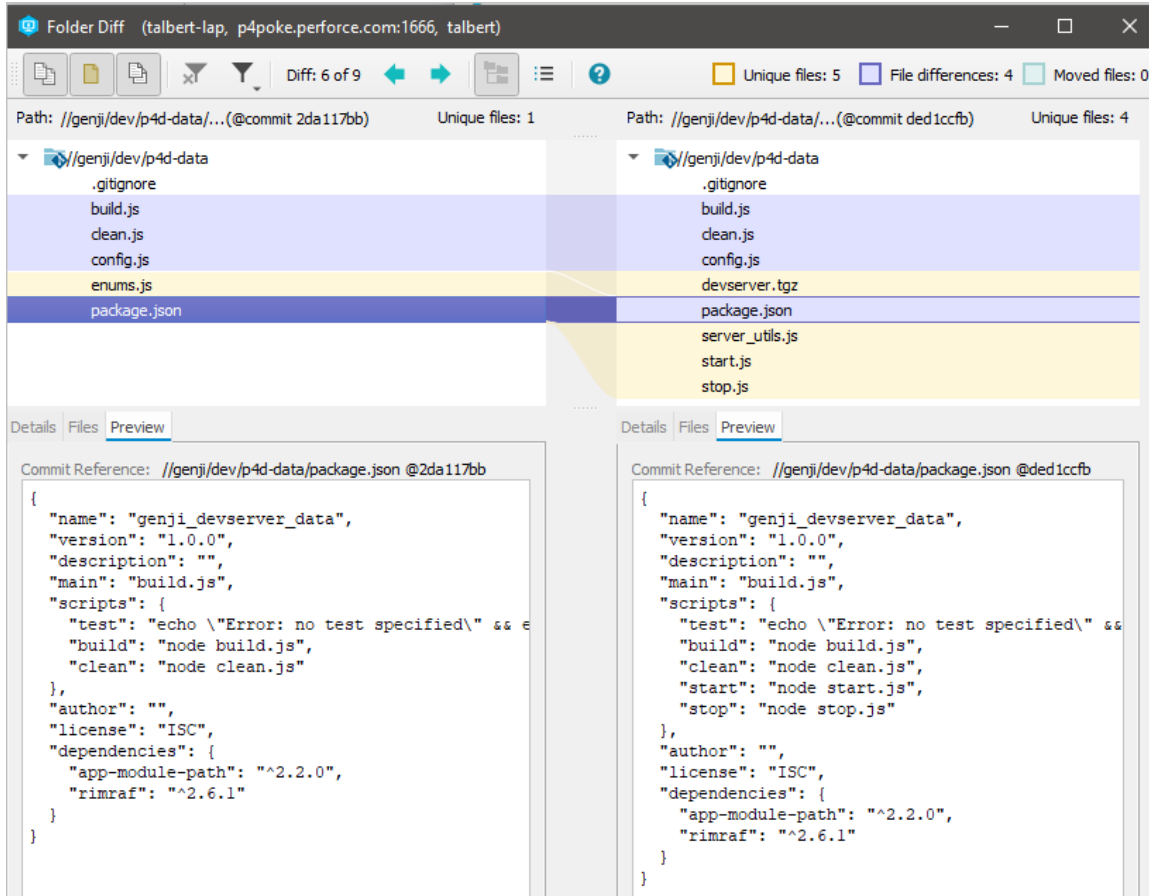 Folder Diff (talbert-lap, p4poke.perforce.com:1666, talbert)
Diff: 6 of 9
Unique files: 5
File differences: 4
Moved files: 0
Path: //genji/dev/p4d-data/...(@commit 2da117bb) Unique files: 1
//genji/dev/p4d-data
.gitignore
build.js
clean.js
config.js
enums.js
package.json
Path: //genji/dev/p4d-data/...(@commit ded1ccfb) Unique files: 4
//genji/dev/p4d-data
.gitignore
build.js
clean.js
config.js
devserver.tgz
package.json
server_utils.js
start.js
stop.js
Details Files Preview
Commit Reference: //genji/dev/p4d-data/package.json @2da117bb
{
  "name": "genji_devserver_data",
  "version": "1.0.0",
  "description": "",
  "main": "build.js",
  "scripts": {
    "test": "echo \"Error: no test specified\" && e
    "build": "node build.js",
    "clean": "node clean.js"
  },
  "author": "",
  "license": "ISC",
  "dependencies": {
    "app-module-path": "^2.2.0",
    "rimraf": "^2.6.1"
  }
}
Details Files Preview
Commit Reference: //genji/dev/p4d-data/package.json @ded1ccfb
{
  "name": "genji_devserver_data",
  "version": "1.0.0",
  "description": "",
  "main": "build.js",
  "scripts": {
    "test": "echo \"Error: no test specified\" &&
    "build": "node build.js",
    "clean": "node clean.js",
    "start": "node start.js",
    "stop": "node stop.js"
  },
  "author": "",
  "license": "ISC",
  "dependencies": {
    "app-module-path": "^2.2.0",
    "rimraf": "^2.6.1"
  }
}